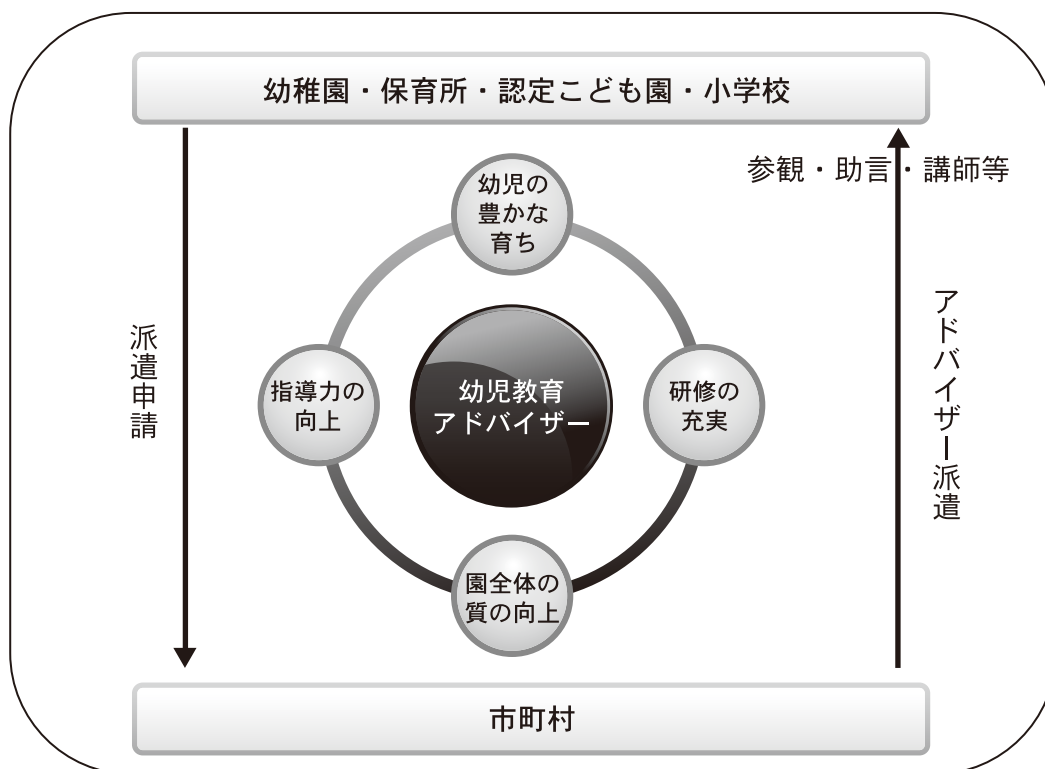 幼稚園・保育所・認定こども園・小学校
参観・助言・講師等
幼児の
豊かな
育ち
派遣申請
指導力の
向上
幼児教育
アドバイザー
研修の
充実
アドバイザー派遣
園全体の
質の向上
市町村